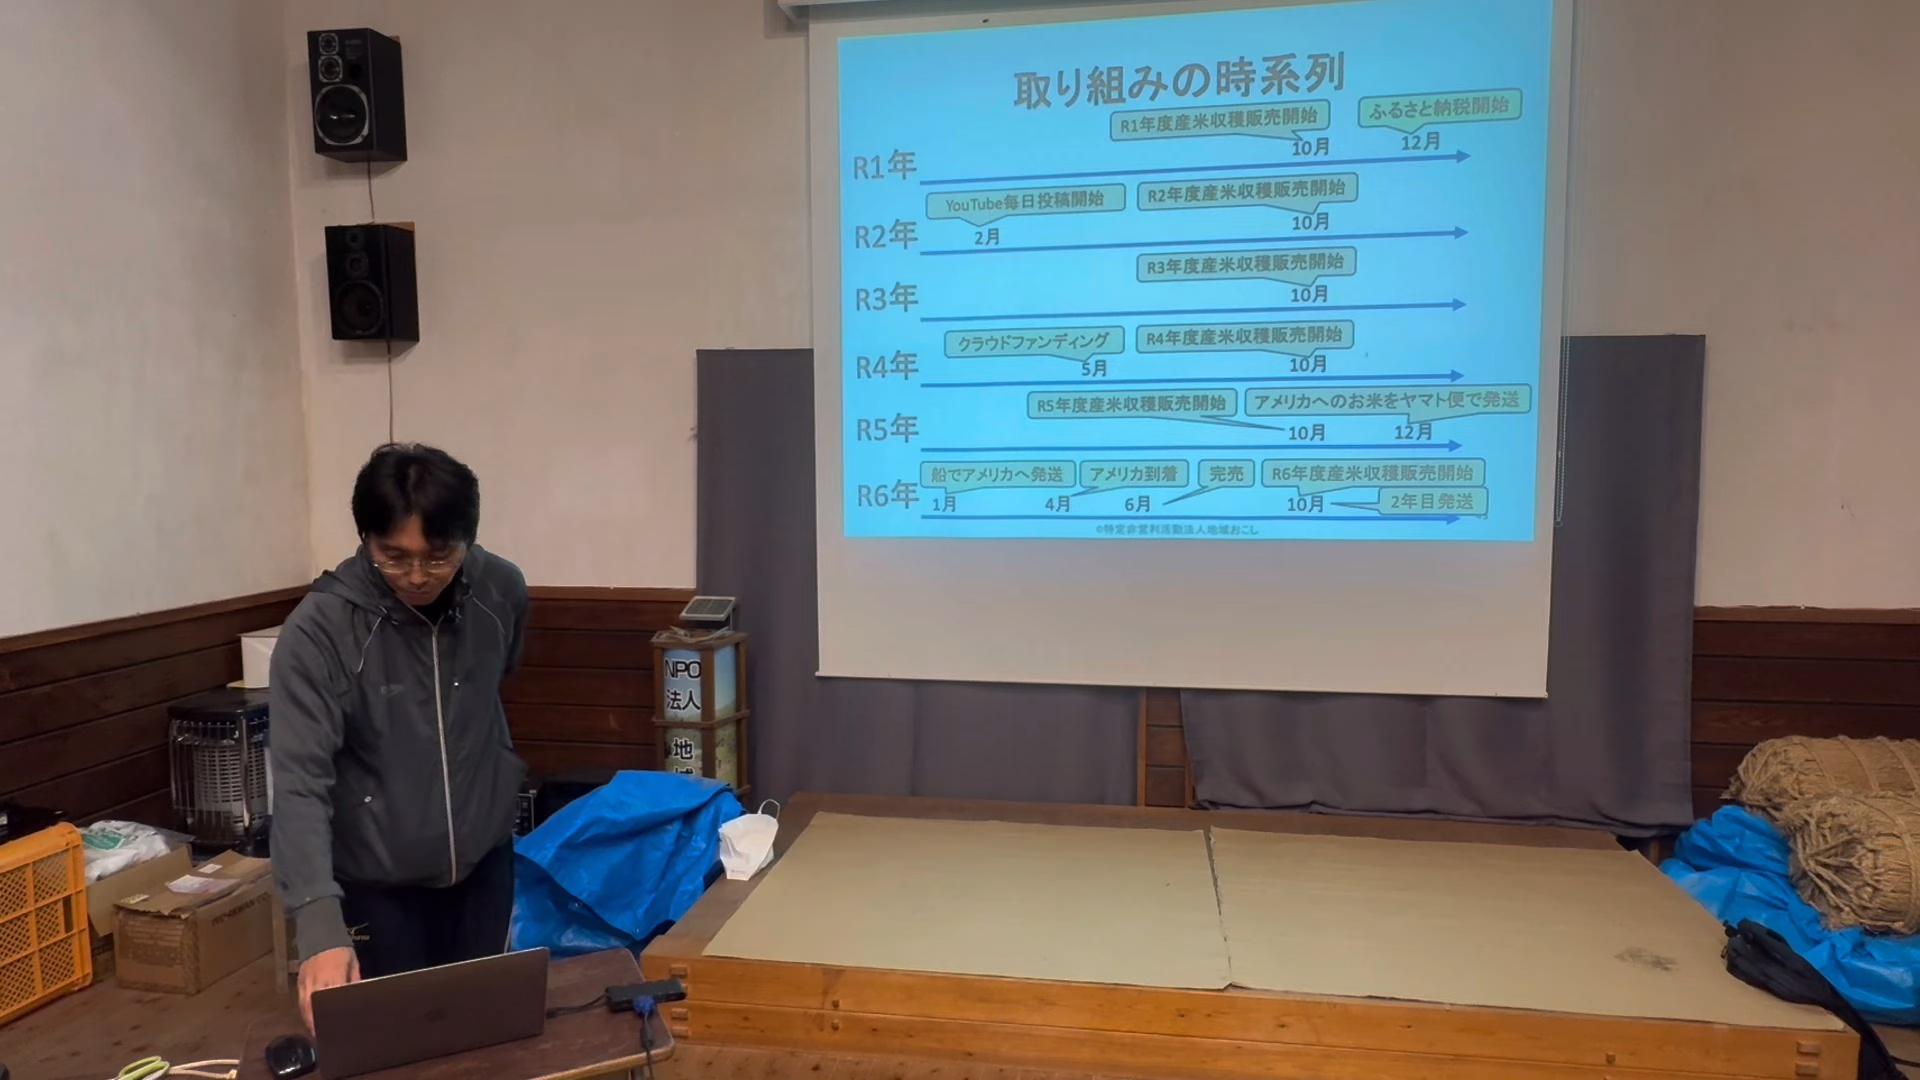 取り組みの時系列
R1年度産米収穫販売開始
ふるさと納税開始
R1年
10月
12月
YouTube毎日投稿開始
R2年度産米収穫販売開始
R2年
2月
10月
R3年度産米収穫販売開始
R3年
10月
クラウドファンディング
R4年度産米収穫販売開始
R4年
5月
10月
R5年度産米収穫販売開始
アメリカへのお米をヤマト便で発送
R5年
10月
12月
船でアメリカへ発送
アメリカ到着
完売
R6年度産米収穫販売開始
R6年
1月
4月
6月
10月
2年目発送
©特定非営利活動法人地域おこし
NPO
法人
地
域